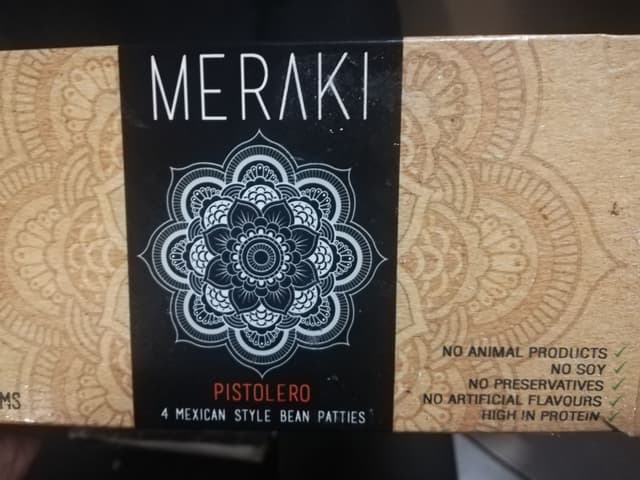 MERAKI
PISTOLERO
4 MEXICAN STYLE BEAN PATTIES
NO ANIMAL PRODUCTS ✓
NO SOY ✓
NO PRESERVATIVES ✓
NO ARTIFICIAL FLAVOURS ✓
HIGH IN PROTEIN ✓